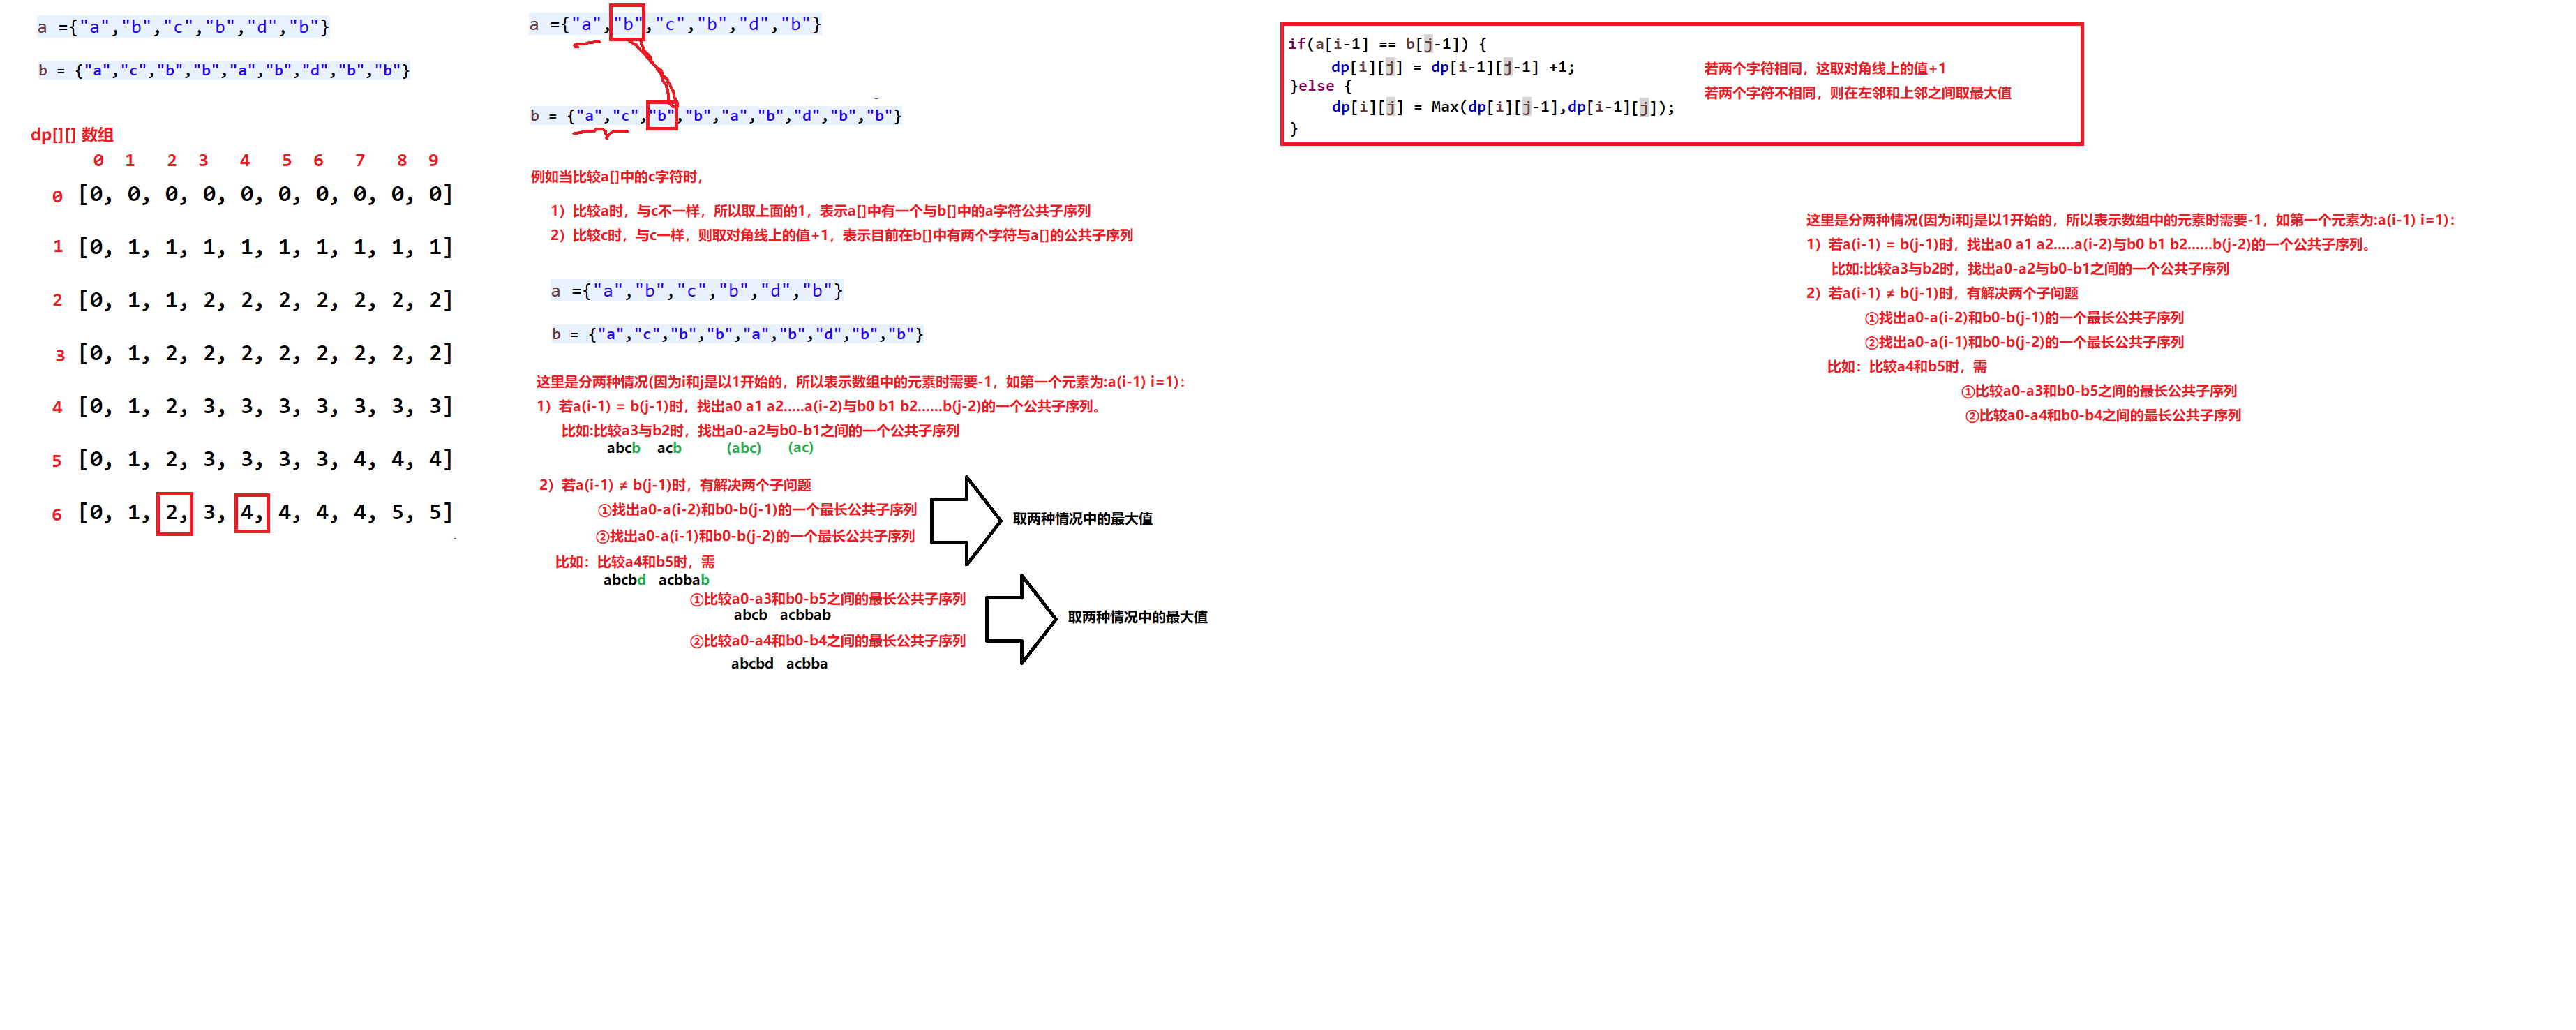 a ={"a","b","c","b","d","b"}
b = {"a","c","b","b","a","b","d","b","b"}
dp[][] 数组
0 1 2 3 4 5 6 7 8 9
0 [0, 0, 0, 0, 0, 0, 0, 0, 0, 0]
1 [0, 1, 1, 1, 1, 1, 1, 1, 1, 1]
2 [0, 1, 1, 2, 2, 2, 2, 2, 2, 2]
3 [0, 1, 2, 2, 2, 2, 2, 2, 2, 2]
4 [0, 1, 2, 3, 3, 3, 3, 3, 3, 3]
5 [0, 1, 2, 3, 3, 3, 3, 4, 4, 4]
6 [0, 1, 2, 3, 4, 4, 4, 4, 5, 5]
a ={"a","b","c","b","d","b"}
b = {"a","c","b","b","a","b","d","b","b"}
例如当比较a[]中的c字符时，
1）比较a时，与c不一样，所以取上面的1，表示a[]中有一个与b[]中的a字符公共子序列
2）比较c时，与c一样，则取对角线上的值+1，表示目前在b[]中有两个字符与a[]的公共子序列
a ={"a","b","c","b","d","b"}
b = {"a","c","b","b","a","b","d","b","b"}
这里是分两种情况(因为i和j是以1开始的，所以表示数组中的元素时需要-1，如第一个元素为:a(i-1) i=1)：
1）若a(i-1) = b(j-1)时，找出a0 a1 a2.....a(i-2)与b0 b1 b2......b(j-2)的一个公共子序列。
比如:比较a3与b2时，找出a0-a2与b0-b1之间的一个公共子序列
abcb acb (abc) (ac)
2）若a(i-1) ≠ b(j-1)时，有解决两个子问题
①找出a0-a(i-2)和b0-b(j-1)的一个最长公共子序列
取两种情况中的最大值
②找出a0-a(i-1)和b0-b(j-2)的一个最长公共子序列
比如：比较a4和b5时，需
abcbd acbbab
①比较a0-a3和b0-b5之间的最长公共子序列
abcb acbbab
取两种情况中的最大值
②比较a0-a4和b0-b4之间的最长公共子序列
abcbd acbba
if(a[i-1] == b[j-1]) {
dp[i][j] = dp[i-1][j-1] +1;
}else {
dp[i][j] = Max(dp[i][j-1],dp[i-1][j]);
}
若两个字符相同，这取对角线上的值+1
若两个字符不相同，则在左邻和上邻之间取最大值
这里是分两种情况(因为i和j是以1开始的，所以表示数组中的元素时需要-1，如第一个元素为:a(i-1) i=1)：
1）若a(i-1) = b(j-1)时，找出a0 a1 a2.....a(i-2)与b0 b1 b2......b(j-2)的一个公共子序列。
比如:比较a3与b2时，找出a0-a2与b0-b1之间的一个公共子序列
2）若a(i-1) ≠ b(j-1)时，有解决两个子问题
①找出a0-a(i-2)和b0-b(j-1)的一个最长公共子序列
②找出a0-a(i-1)和b0-b(j-2)的一个最长公共子序列
比如：比较a4和b5时，需
①比较a0-a3和b0-b5之间的最长公共子序列
②比较a0-a4和b0-b4之间的最长公共子序列